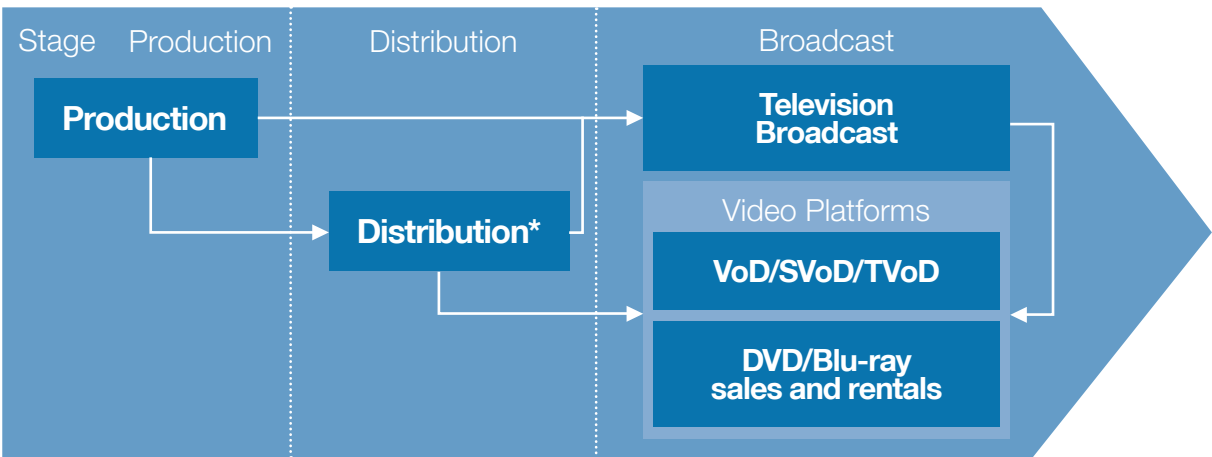 Stage Production Distribution Broadcast
Production
Television
Broadcast
Distribution*
Video Platforms
VoD/SVoD/TVoD
DVD/Blu-ray
sales and rentals